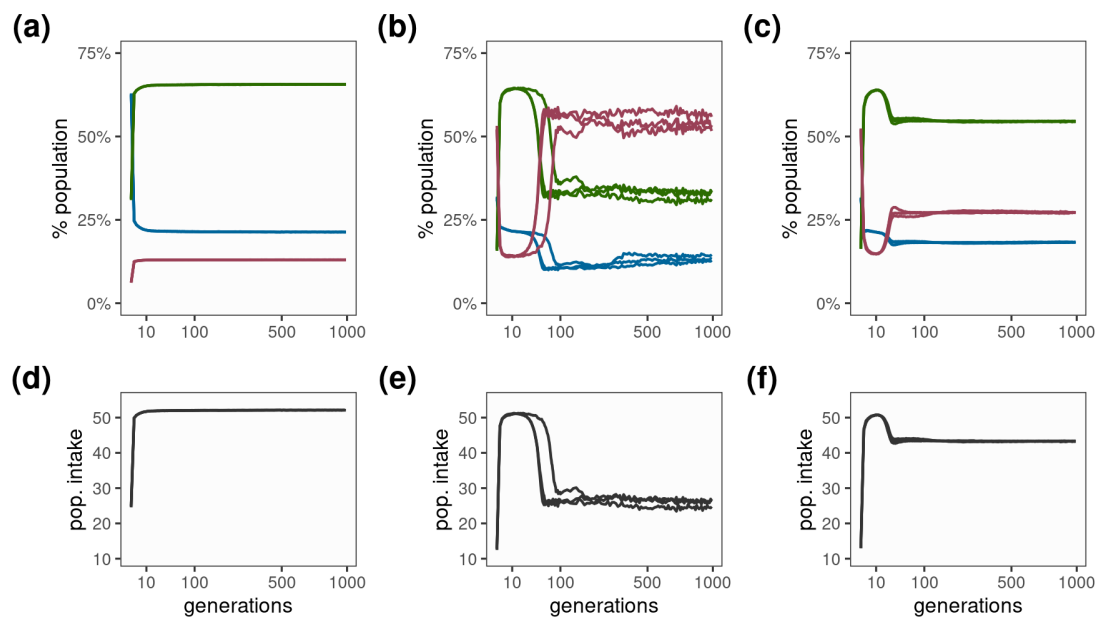 (a) (b) (c)
75% 75% 75%
50% 50% 50%
25% 25% 25%
0% 0% 0%
% population % population % population
10 100 500 1000 10 100 500 1000 10 100 500 1000
(d) (e) (f)
50 50 50
40 40 40
30 30 30
20 20 20
10 10 10
pop. intake pop. intake pop. intake
10 100 500 1000 10 100 500 1000 10 100 500 1000
generations generations generations